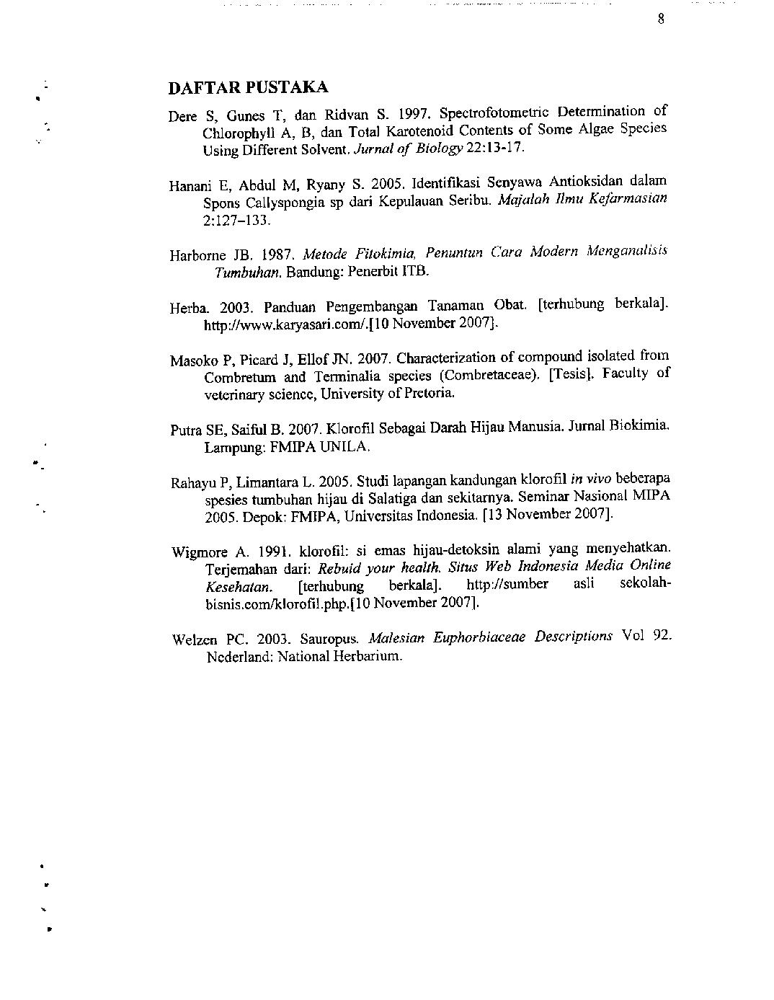 8
DAFTAR PUSTAKA
Dere S, Gunes T, dan Ridvan S. 1997. Spectrofotometric Determination of
Chlorophyll A, B, dan Total Karotenoid Contents of Some Algae Species
Using Different Solvent. Jurnal of Biology 22:13-17.
Hanani E, Abdul M, Ryany S. 2005. Identifikasi Senyawa Antioksidan dalam
Spons Callyspongia sp dari Kepulauan Seribu. Majalah Ilmu Kefarmasian
2:127–133.
Harborne JB. 1987. Metode Fitokimia, Penuntun Cara Modern Menganalisis
Tumbuhan. Bandung: Penerbit ITB.
Herba. 2003. Panduan Pengembangan Tanaman Obat. [terhubung berkala].
http://www.karyasari.com/.[10 November 2007].
Masoko P, Picard J, Ellof JN. 2007. Characterization of compound isolated from
Combretum and Terminalia species (Combretaceae). [Tesis]. Faculty of
veterinary science, University of Pretoria.
Putra SE, Saiful B. 2007. Klorofil Sebagai Darah Hijau Manusia. Jurnal Biokimia.
Lampung: FMIPA UNILA.
Rahayu P, Limantara L. 2005. Studi lapangan kandungan klorofil in vivo beberapa
spesies tumbuhan hijau di Salatiga dan sekitarnya. Seminar Nasional MIPA
2005. Depok: FMIPA, Universitas Indonesia. [13 November 2007].
Wigmore A. 1991. klorofil: si emas hijau-detoksin alami yang menyehatkan.
Terjemahan dari: Rebuid your health. Situs Web Indonesia Media Online
Kesehatan. [terhubung berkala]. http://sumber asli sekolah-
bisnis.com/klorofil.php.[10 November 2007].
Welzen PC. 2003. Sauropus. Malesian Euphorbiaceae Descriptions Vol 92.
Nederland: National Herbarium.